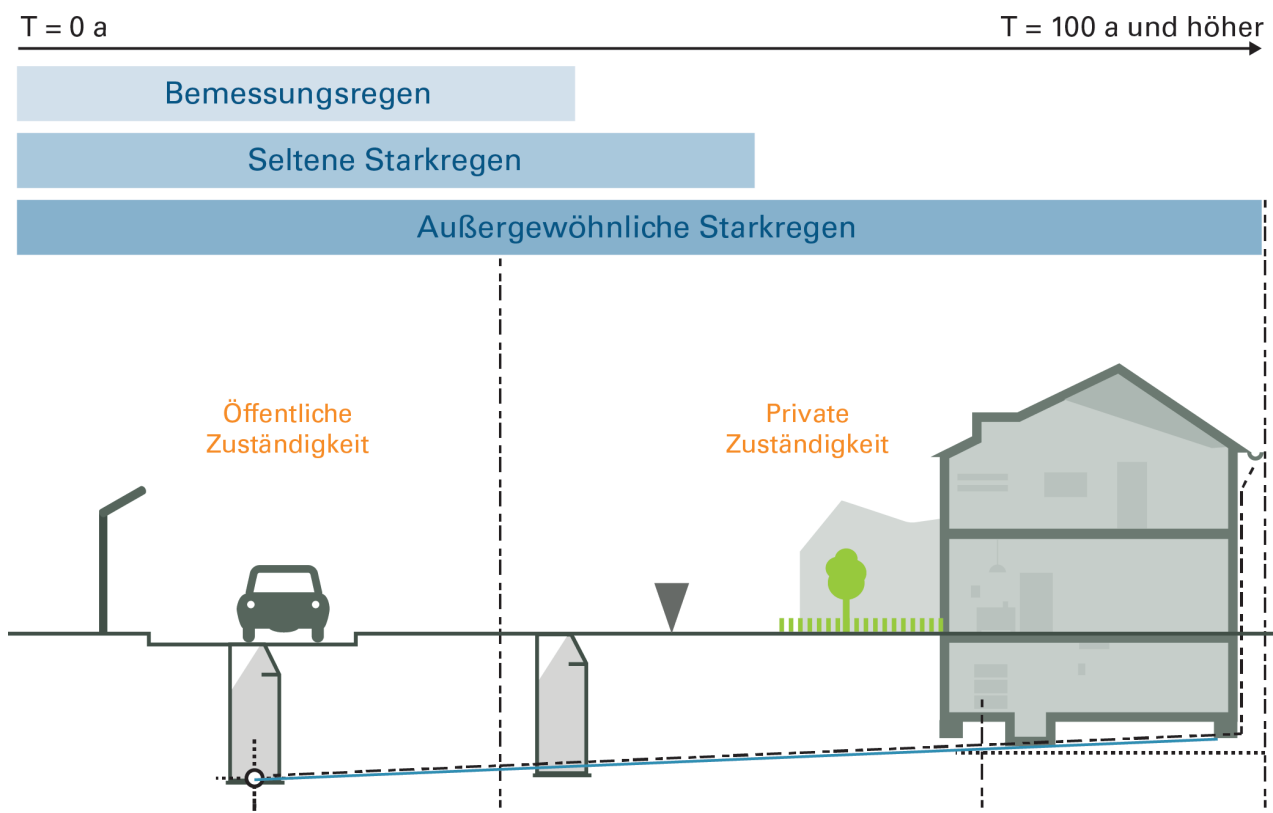 T = 0 a
T = 100 a und höher
Bemessungsregen
Seltene Starkregen
Außergewöhnliche Starkregen
Öffentliche
Zuständigkeit
Private
Zuständigkeit